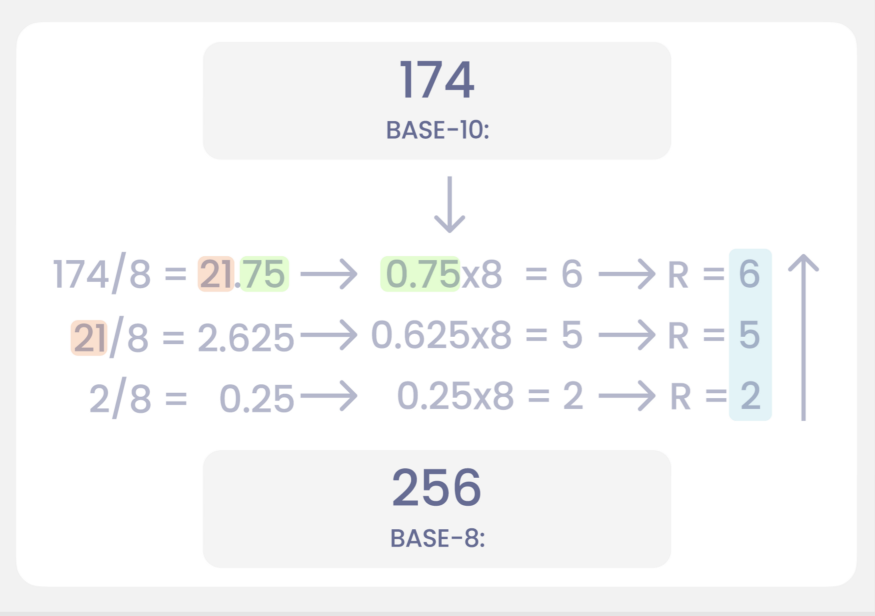 174
BASE-10:
174/8 = 21.75 → 0.75x8 = 6 → R = 6
21/8 = 2.625 → 0.625x8 = 5 → R = 5
2/8 = 0.25 → 0.25x8 = 2 → R = 2
256
BASE-8: